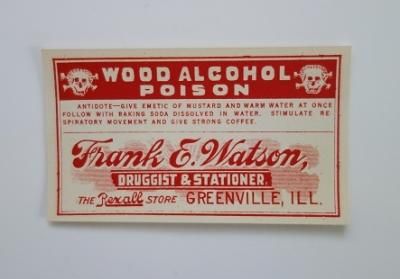 WOOD ALCOHOL
POISON
ANTIDOTE—GIVE EMETIC OF MUSTARD AND WARM WATER AT ONCE
FOLLOW WITH BAKING SODA DISSOLVED IN WATER. STIMULATE RE
SPIRATORY MOVEMENT AND GIVE STRONG COFFEE.
Frank E. Watson,
DRUGGIST & STATIONER.
THE Rexall STORE GREENVILLE, ILL.